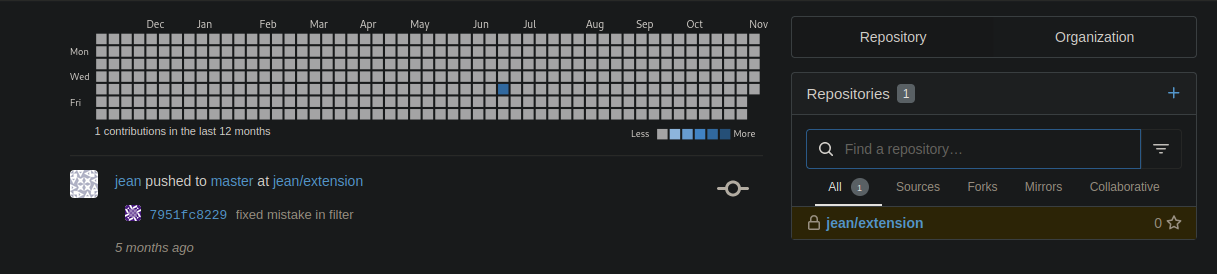 Dec Jan Feb Mar Apr May Jun Jul Aug Sep Oct Nov
Mon
Wed
Fri
1 contributions in the last 12 months
Less More
jean pushed to master at jean/extension
7951fc8229 fixed mistake in filter
5 months ago
Repository Organization
Repositories 1
Find a repository…
All 1 Sources Forks Mirrors Collaborative
jean/extension 0